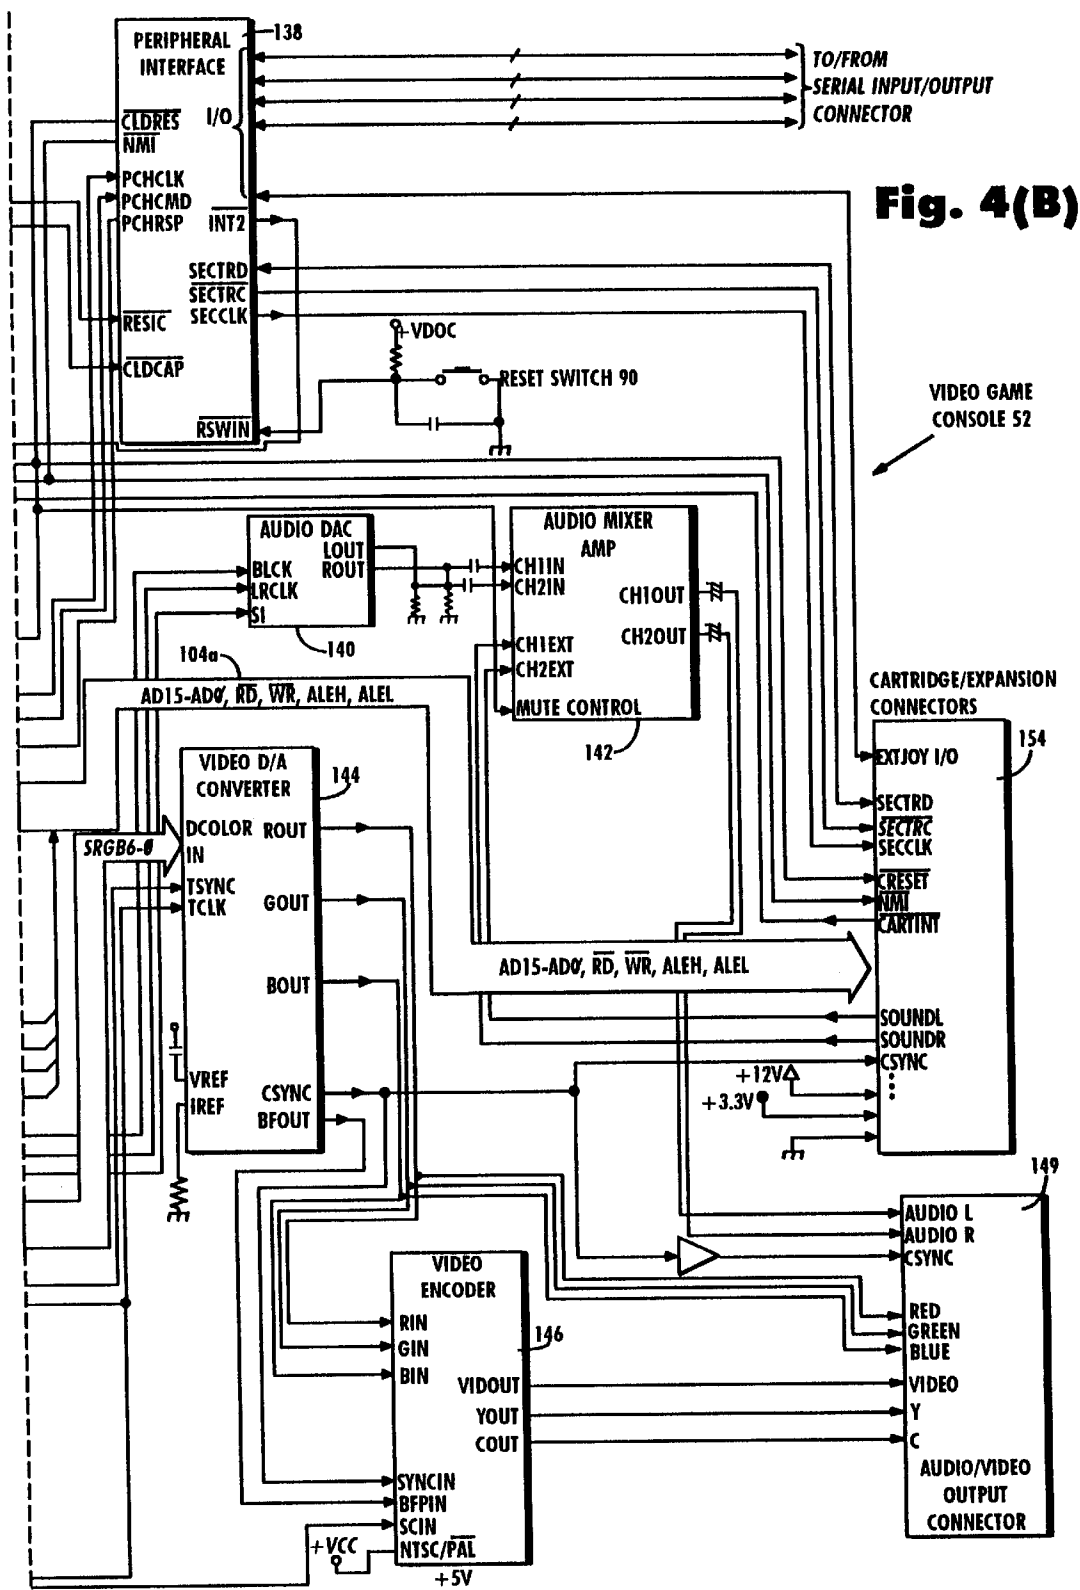 138
PERIPHERAL
INTERFACE
TO/FROM
SERIAL INPUT/OUTPUT
CONNECTOR
CLDRES
I/O
NMI
PCHCLK
PCHCMD
PCHRSP
INT2
Fig. 4(B)
SECTRD
SECTRC
SECCLK
RESIC
CLDCAP
+VDOC
RESET SWITCH 90
RSWIN
VIDEO GAME
CONSOLE 52
AUDIO DAC
LOUT
ROUT
BLCK
LRCLK
SI
140
AUDIO MIXER
AMP
CH1IN
CH2IN
CH1OUT
CH2OUT
CH1EXT
CH2EXT
MUTE CONTROL
142
104a
AD15-AD0, RD, WR, ALEH, ALEL
CARTRIDGE/EXPANSION
CONNECTORS
154
EXTJOY I/O
SECTRD
SECTRC
SECCLK
CRESET
NMI
CARTINT
VIDEO D/A
CONVERTER
144
DCOLOR
IN
ROUT
SRGB6-0
TSYNC
TCLK
GOUT
BOUT
AD15-AD0, RD, WR, ALEH, ALEL
SOUNDL
SOUNDR
CSYNC
+12V
+3.3V
VREF
IREF
CSYNC
BFOUT
149
AUDIO L
AUDIO R
CSYNC
RED
GREEN
BLUE
VIDEO
Y
C
AUDIO/VIDEO
OUTPUT
CONNECTOR
VIDEO
ENCODER
RIN
GIN
BIN
146
VIDOUT
YOUT
COUT
SYNCIN
BFPIN
SCIN
NTSC/PAL
+VCC
+5V